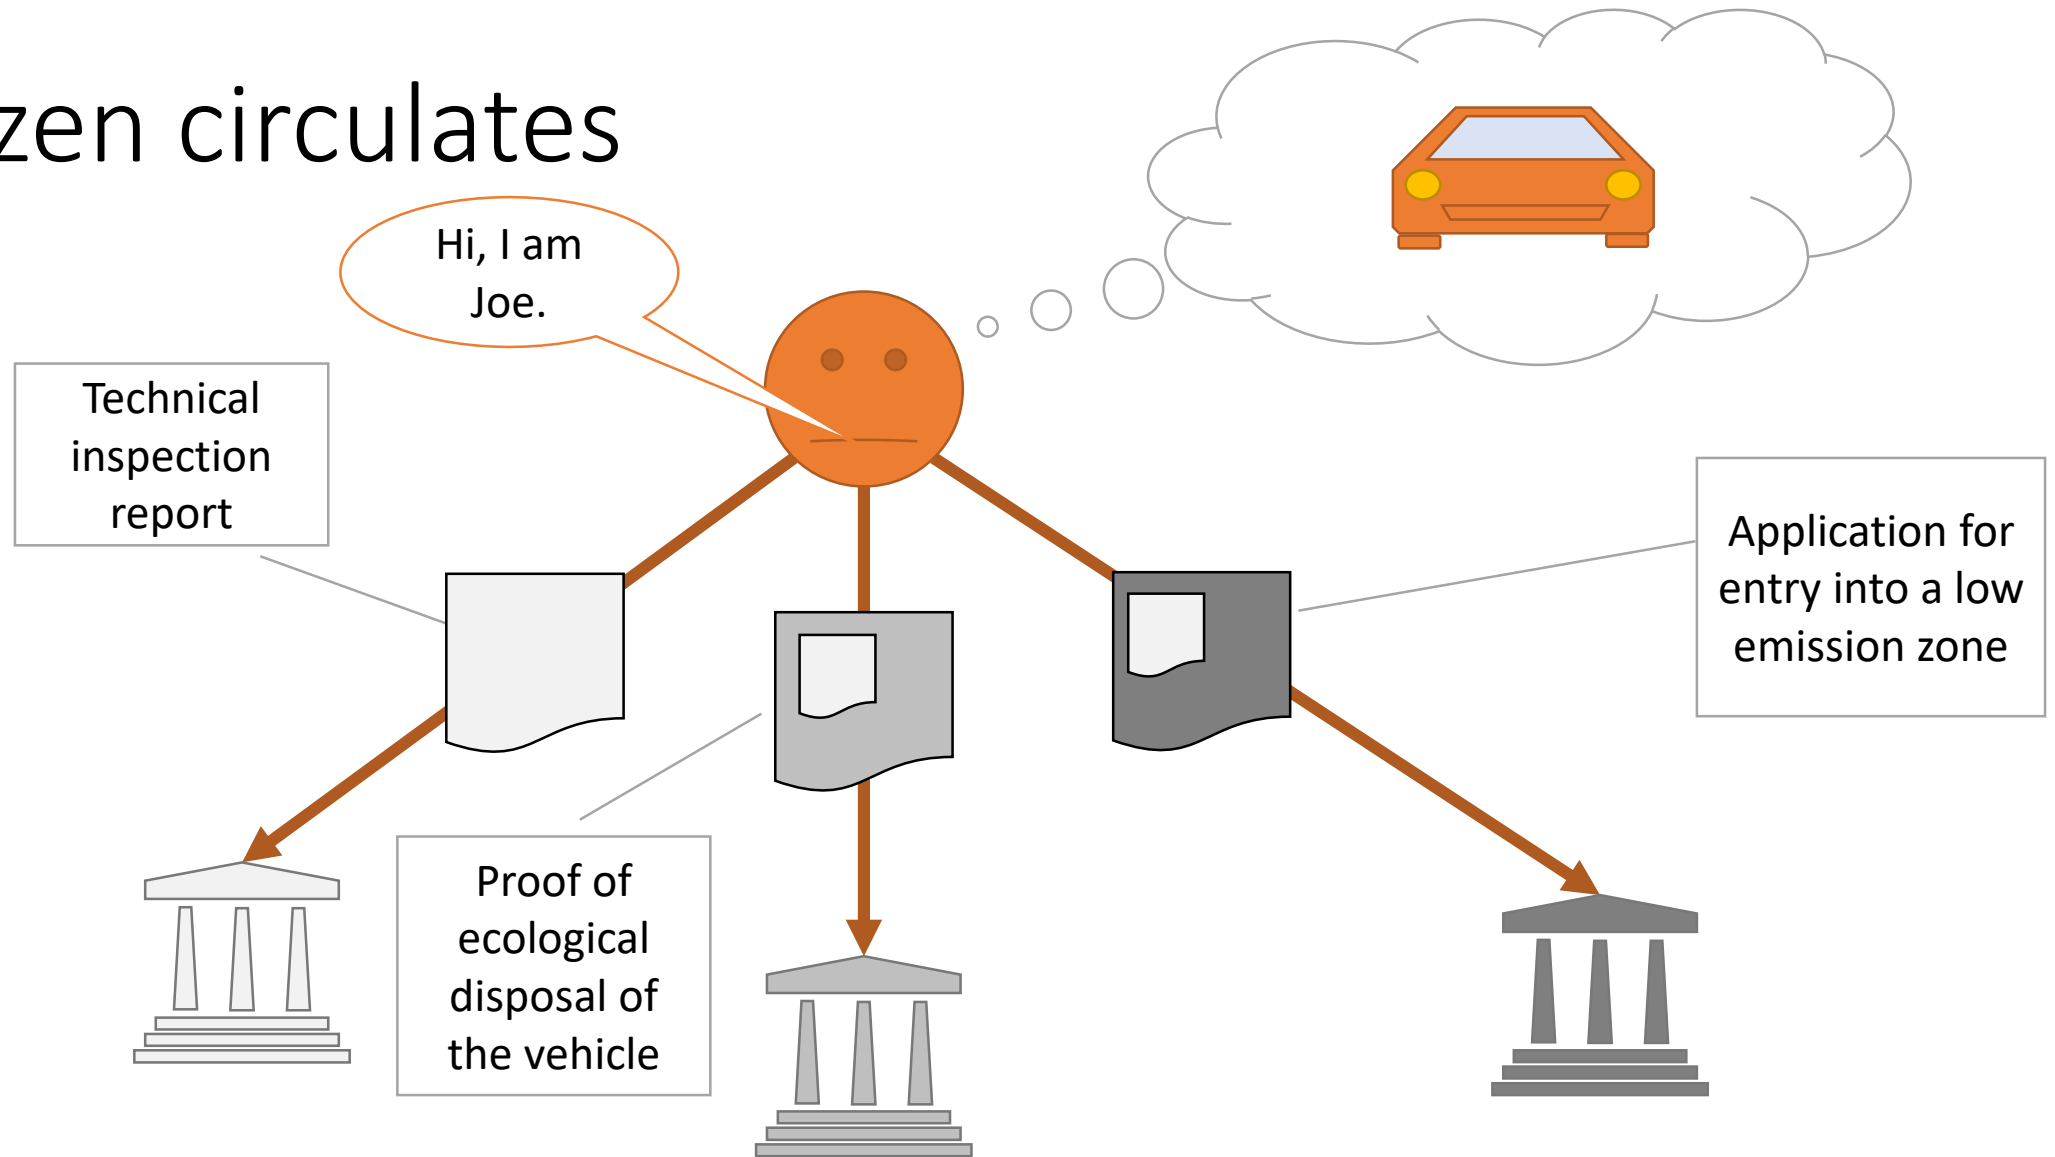 zen circulates
Hi, I am
Joe.
Technical
inspection
report
Application for
entry into a low
emission zone
Proof of
ecological
disposal of
the vehicle